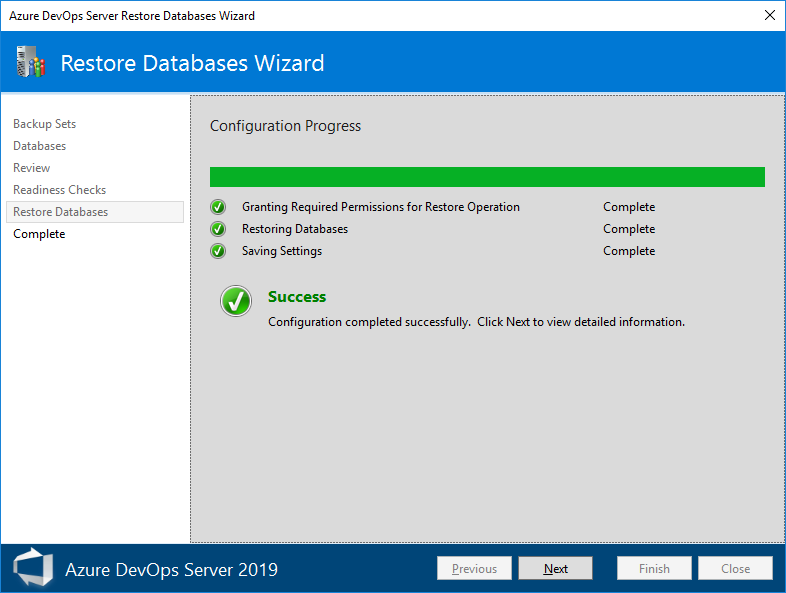 Azure DevOps Server Restore Databases Wizard
Restore Databases Wizard
Backup Sets
Databases
Review
Readiness Checks
Restore Databases
Complete
Configuration Progress
Granting Required Permissions for Restore Operation Complete
Restoring Databases Complete
Saving Settings Complete
Success
Configuration completed successfully. Click Next to view detailed information.
Azure DevOps Server 2019
Previous Next Finish Close